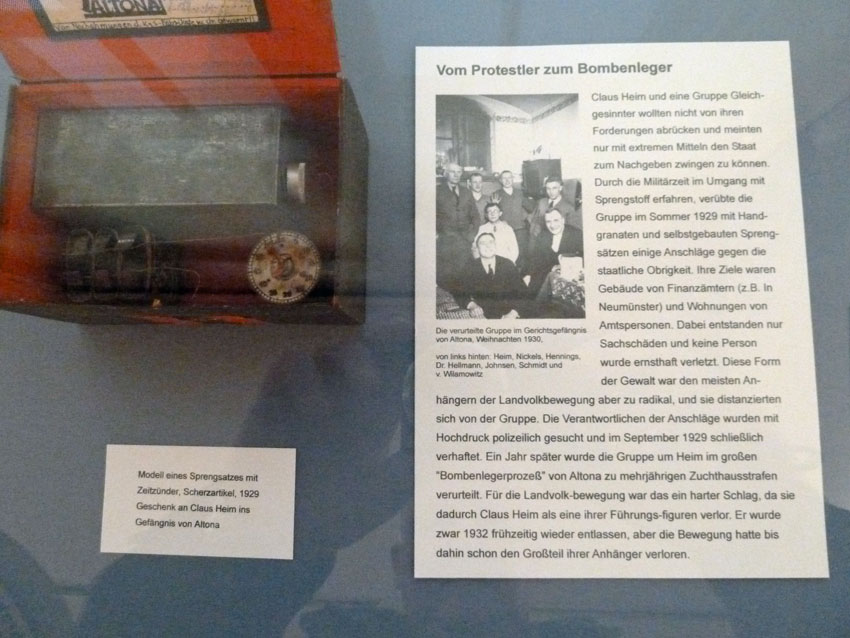 ALTONA
Vom Protestler zum Bombenleger
Claus Heim und eine Gruppe Gleich-
gesinnter wollten nicht von ihren
Forderungen abrücken und meinten
nur mit extremen Mitteln den Staat
zum Nachgeben zwingen zu können.
Durch die Militärzeit im Umgang mit
Sprengstoff erfahren, verübte die
Gruppe im Sommer 1929 mit Hand-
granaten und selbstgebauten Spreng-
sätzen einige Anschläge gegen die
staatliche Obrigkeit. Ihre Ziele waren
Gebäude von Finanzämtern (z.B. In
Neumünster) und Wohnungen von
Amtspersonen. Dabei entstanden nur
Sachschäden und keine Person
wurde ernsthaft verletzt. Diese Form
der Gewalt war den meisten An-
hängern der Landvolkbewegung aber zu radikal, und sie distanzierten
sich von der Gruppe. Die Verantwortlichen der Anschläge wurden mit
Hochdruck polizeilich gesucht und im September 1929 schließlich
verhaftet. Ein Jahr später wurde die Gruppe um Heim im großen
"Bombenlegerprozeß" von Altona zu mehrjährigen Zuchthausstrafen
verurteilt. Für die Landvolk-bewegung war das ein harter Schlag, da sie
dadurch Claus Heim als eine ihrer Führungs-figuren verlor. Er wurde
zwar 1932 frühzeitig wieder entlassen, aber die Bewegung hatte bis
dahin schon den Großteil ihrer Anhänger verloren.
Die verurteilte Gruppe im Gerichtsgefängnis
von Altona, Weihnachten 1930,
von links hinten: Heim, Nickels, Hennings,
Dr. Hellmann, Johnsen, Schmidt und
v. Wilamowitz
Modell eines Sprengsatzes mit
Zeitzünder, Scherzartikel, 1929
Geschenk an Claus Heim ins
Gefängnis von Altona